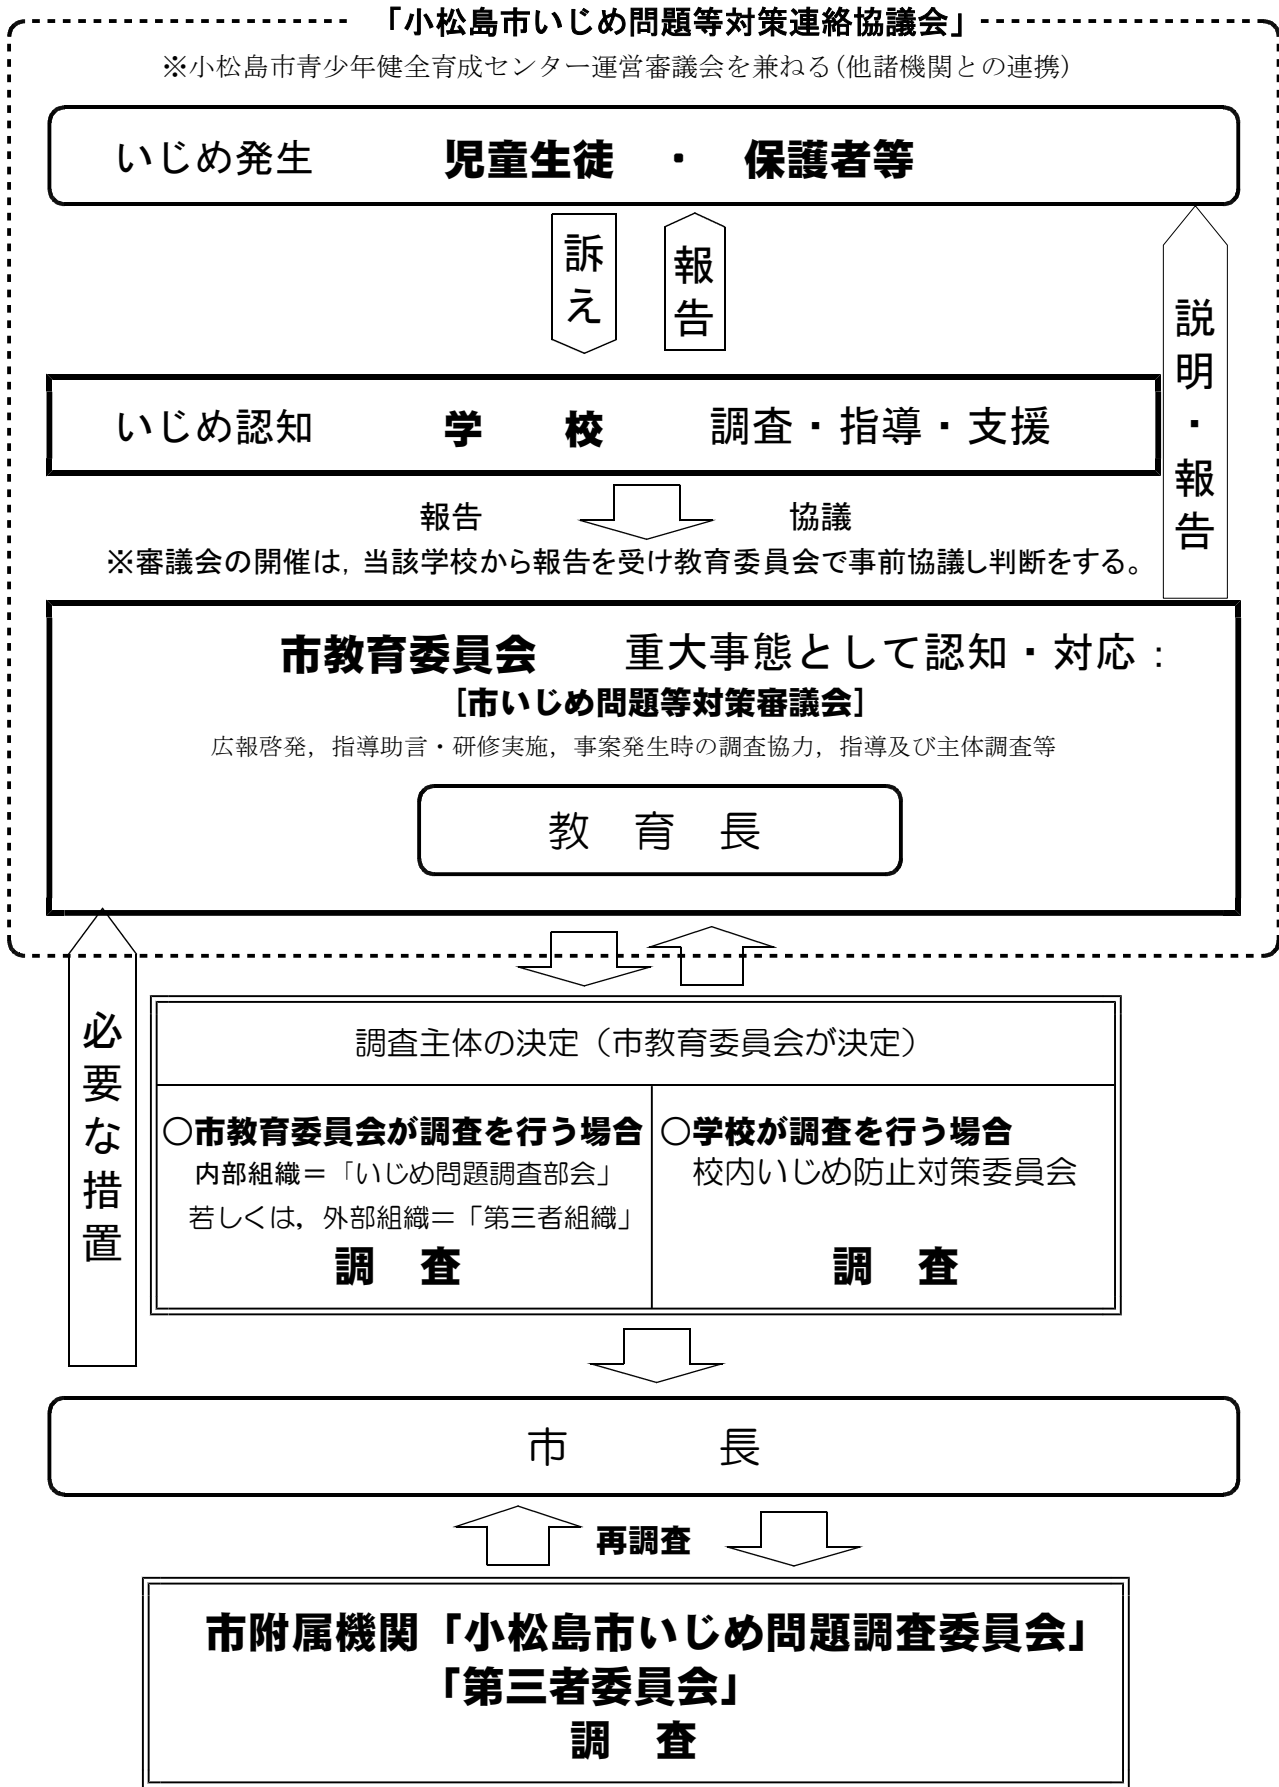 「小松島市いじめ問題等対策連絡協議会」
※小松島市青少年健全育成センター運営審議会を兼ねる(他諸機関との連携)
いじめ発生 児童生徒 ・ 保護者等
訴え
報告
説明・報告
いじめ認知 学 校 調査・指導・支援
報告 協議
※審議会の開催は,当該学校から報告を受け教育委員会で事前協議し判断をする。
市教育委員会 重大事態として認知・対応:
[市いじめ問題等対策審議会]
広報啓発,指導助言・研修実施,事案発生時の調査協力,指導及び主体調査等
教 育 長
必要な措置
調査主体の決定(市教育委員会が決定)
○市教育委員会が調査を行う場合
内部組織=「いじめ問題調査部会」
若しくは,外部組織=「第三者組織」
調 査
○学校が調査を行う場合
校内いじめ防止対策委員会
調 査
市 長
再調査
市附属機関「小松島市いじめ問題調査委員会」
「第三者委員会」
調 査